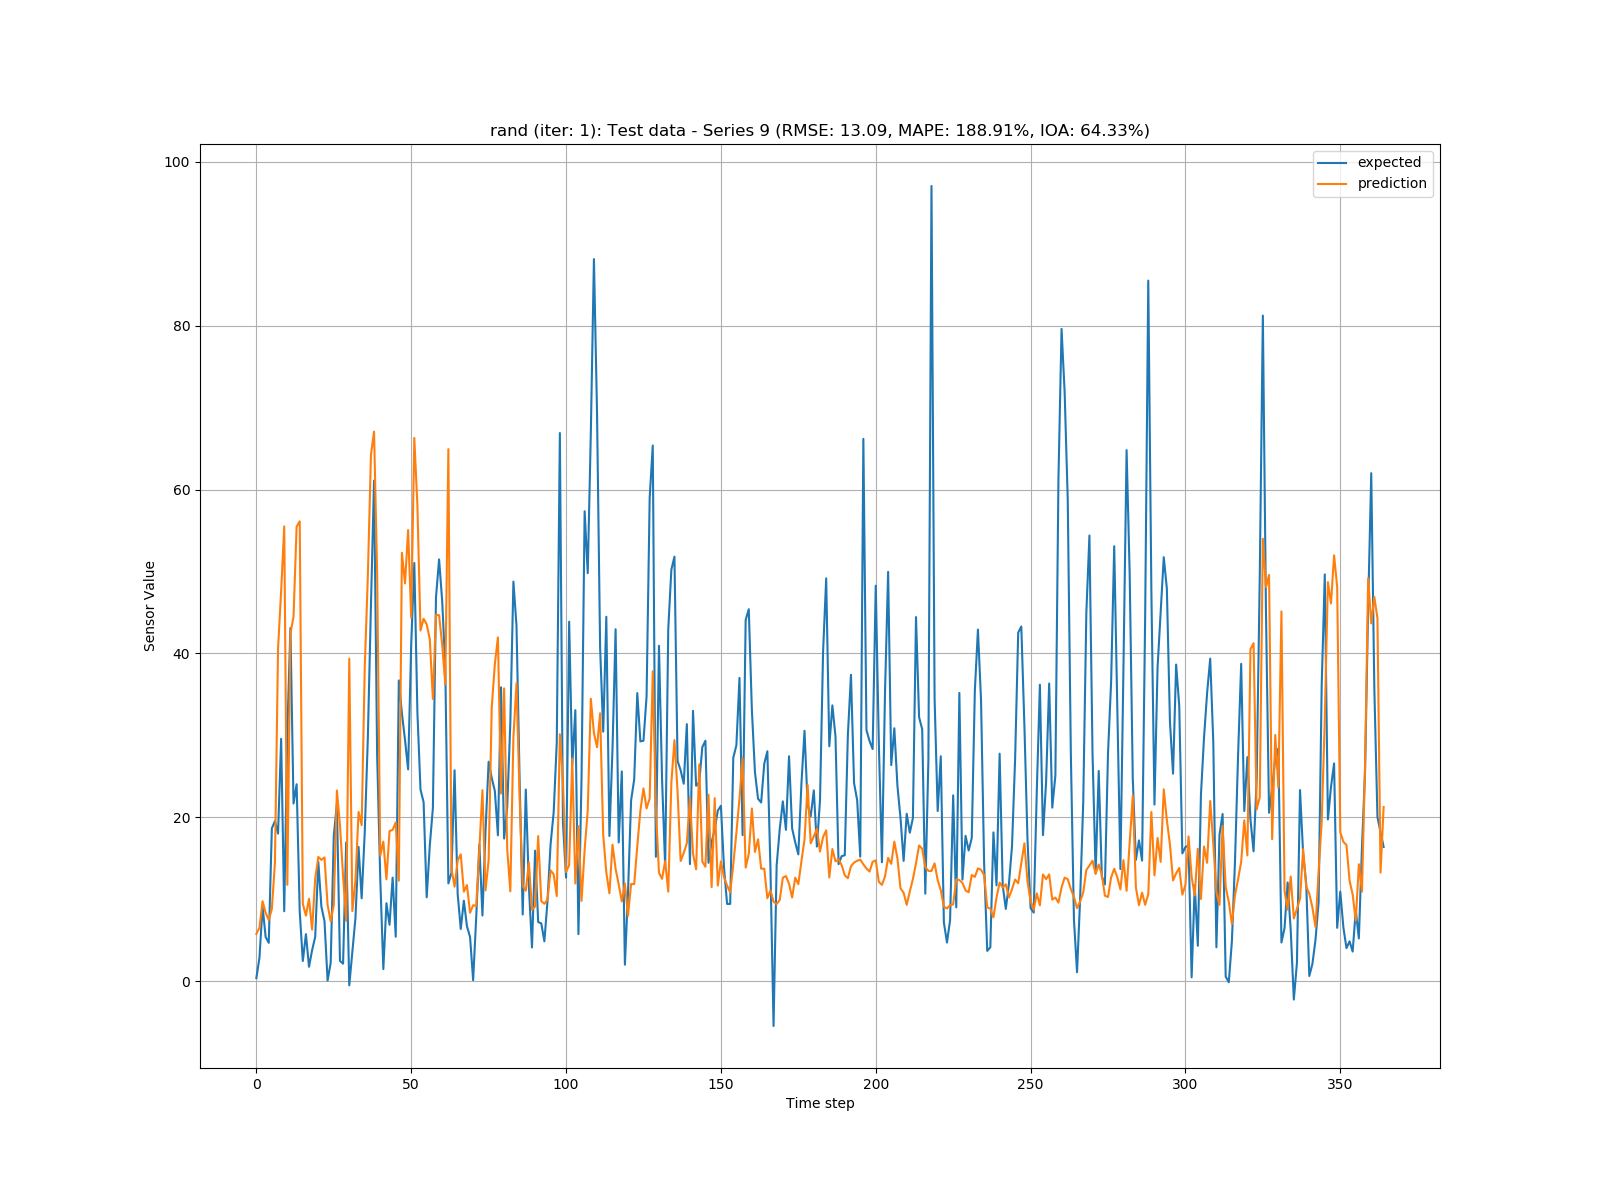 rand (iter: 1): Test data - Series 9 (RMSE: 13.09, MAPE: 188.91%, IOA: 64.33%)
expected
prediction
100
80
60
40
20
0
Sensor Value
0 50 100 150 200 250 300 350
Time step